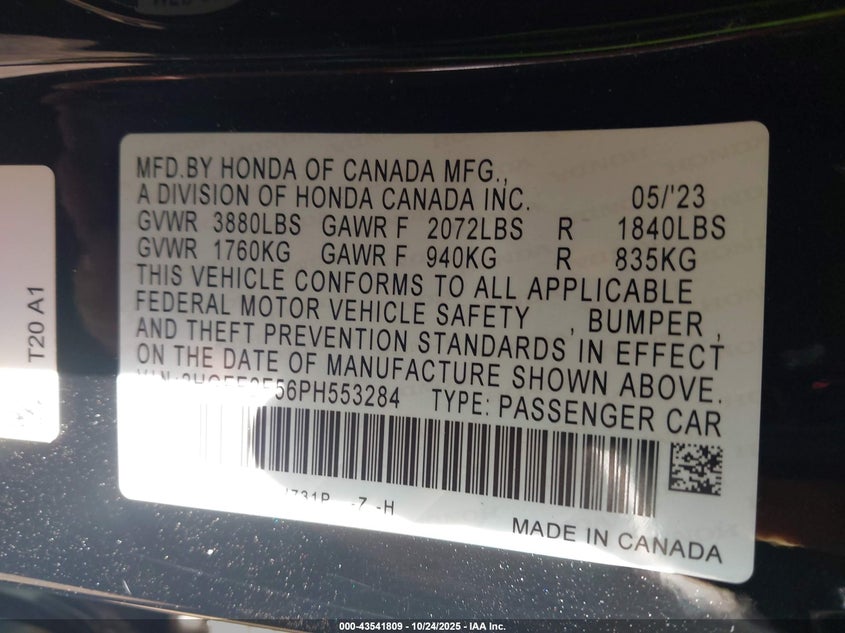 MFD.BY HONDA OF CANADA MFG.,
A DIVISION OF HONDA CANADA INC. 05/'23
GVWR 3880LBS GAWR F 2072LBS R 1840LBS
GVWR 1760KG GAWR F 940KG R 835KG
THIS VEHICLE CONFORMS TO ALL APPLICABLE
FEDERAL MOTOR VEHICLE SAFETY , BUMPER ,
AND THEFT PREVENTION STANDARDS IN EFFECT
ON THE DATE OF MANUFACTURE SHOWN ABOVE.
TYPE: PASSENGER CAR
-Z -H
MADE IN CANADA
T20 A1
000-43541809 - 10/24/2025 - IAA Inc.